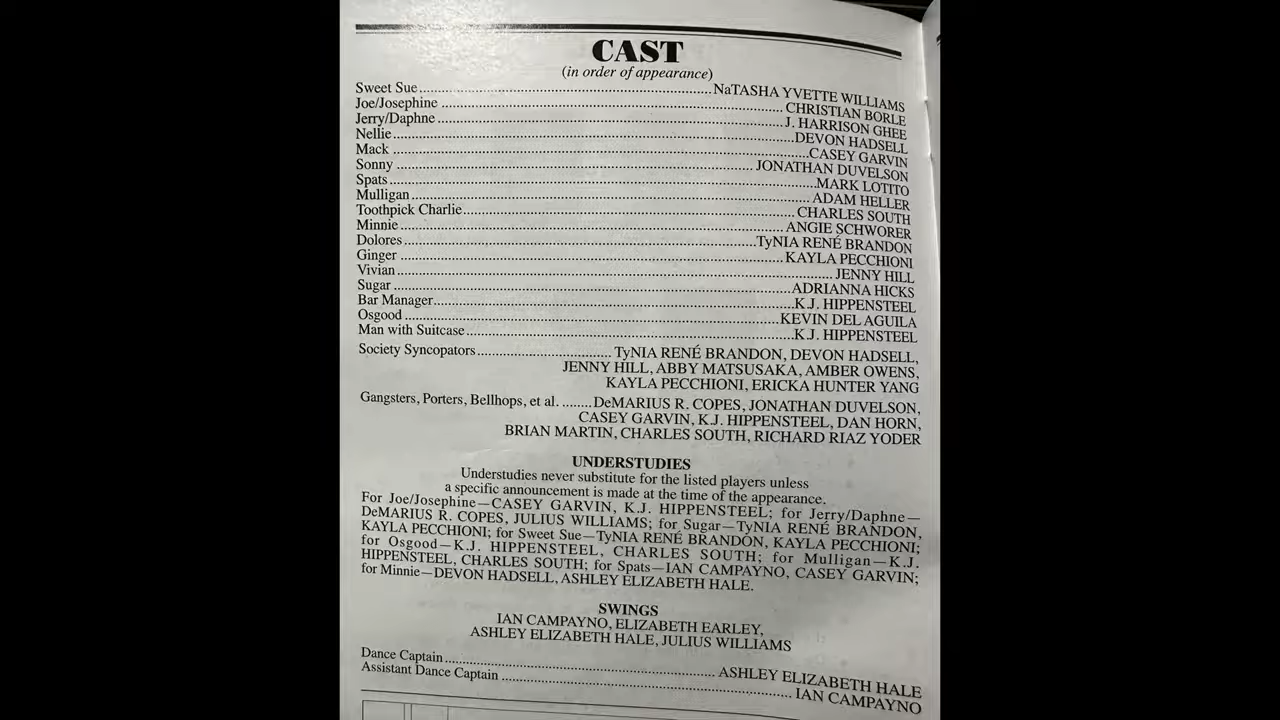 CAST
(in order of appearance)
Sweet Sue........NaTASHA YVETTE WILLIAMS
Joe/Josephine ........CHRISTIAN BORLE
Jerry/Daphne........J. HARRISON GHEE
Nellie........DEVON HADSELL
Mack ........CASEY GARVIN
Sonny ........JONATHAN DUVELSON
Spats........MARK LOTITO
Mulligan........ADAM HELLER
Toothpick Charlie........CHARLES SOUTH
Minnie ........ANGIE SCHWORER
Dolores ........TyNIA RENÉ BRANDON
Ginger ........KAYLA PECCHIONI
Vivian ........JENNY HILL
Sugar ........ADRIANNA HICKS
Bar Manager........K.J. HIPPENSTEEL
Osgood ........KEVIN DEL AGUILA
Man with Suitcase ........K.J. HIPPENSTEEL
Society Syncopators........TyNIA RENÉ BRANDON, DEVON HADSELL,
JENNY HILL, ABBY MATSUSAKA, AMBER OWENS,
KAYLA PECCHIONI, ERICKA HUNTER YANG
Gangsters, Porters, Bellhops, et al. ........DeMARIUS R. COPES, JONATHAN DUVELSON,
CASEY GARVIN, K.J. HIPPENSTEEL, DAN HORN,
BRIAN MARTIN, CHARLES SOUTH, RICHARD RIAZ YODER
UNDERSTUDIES
Understudies never substitute for the listed players unless
a specific announcement is made at the time of the appearance.
For Joe/Josephine—CASEY GARVIN, K.J. HIPPENSTEEL; for Jerry/Daphne—
DeMARIUS R. COPES, JULIUS WILLIAMS; for Sugar—TyNIA RENÉ BRANDON,
KAYLA PECCHIONI; for Sweet Sue—TyNIA RENÉ BRANDON, KAYLA PECCHIONI;
for Osgood—K.J. HIPPENSTEEL, CHARLES SOUTH; for Mulligan—K.J.
HIPPENSTEEL, CHARLES SOUTH; for Spats—IAN CAMPAYNO, CASEY GARVIN;
for Minnie—DEVON HADSELL, ASHLEY ELIZABETH HALE.
SWINGS
IAN CAMPAYNO, ELIZABETH EARLEY,
ASHLEY ELIZABETH HALE, JULIUS WILLIAMS
Dance Captain ........ASHLEY ELIZABETH HALE
Assistant Dance Captain ........IAN CAMPAYNO